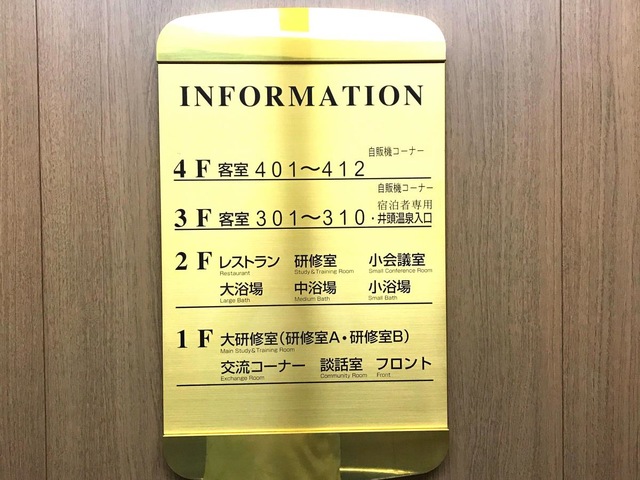 INFORMATION
自販機コーナー
4F 客室 401〜412
自販機コーナー
宿泊者専用
3F 客室 301〜310・井頭温泉入口
2F レストラン 研修室 小会議室
Restaurant Study&Training Room Small Conference Room
大浴場 中浴場 小浴場
Large Bath Medium Bath Small Bath
1F 大研修室(研修室A・研修室B)
Main Study&Training Room
交流コーナー 談話室 フロント
Exchange Room Community Room Front